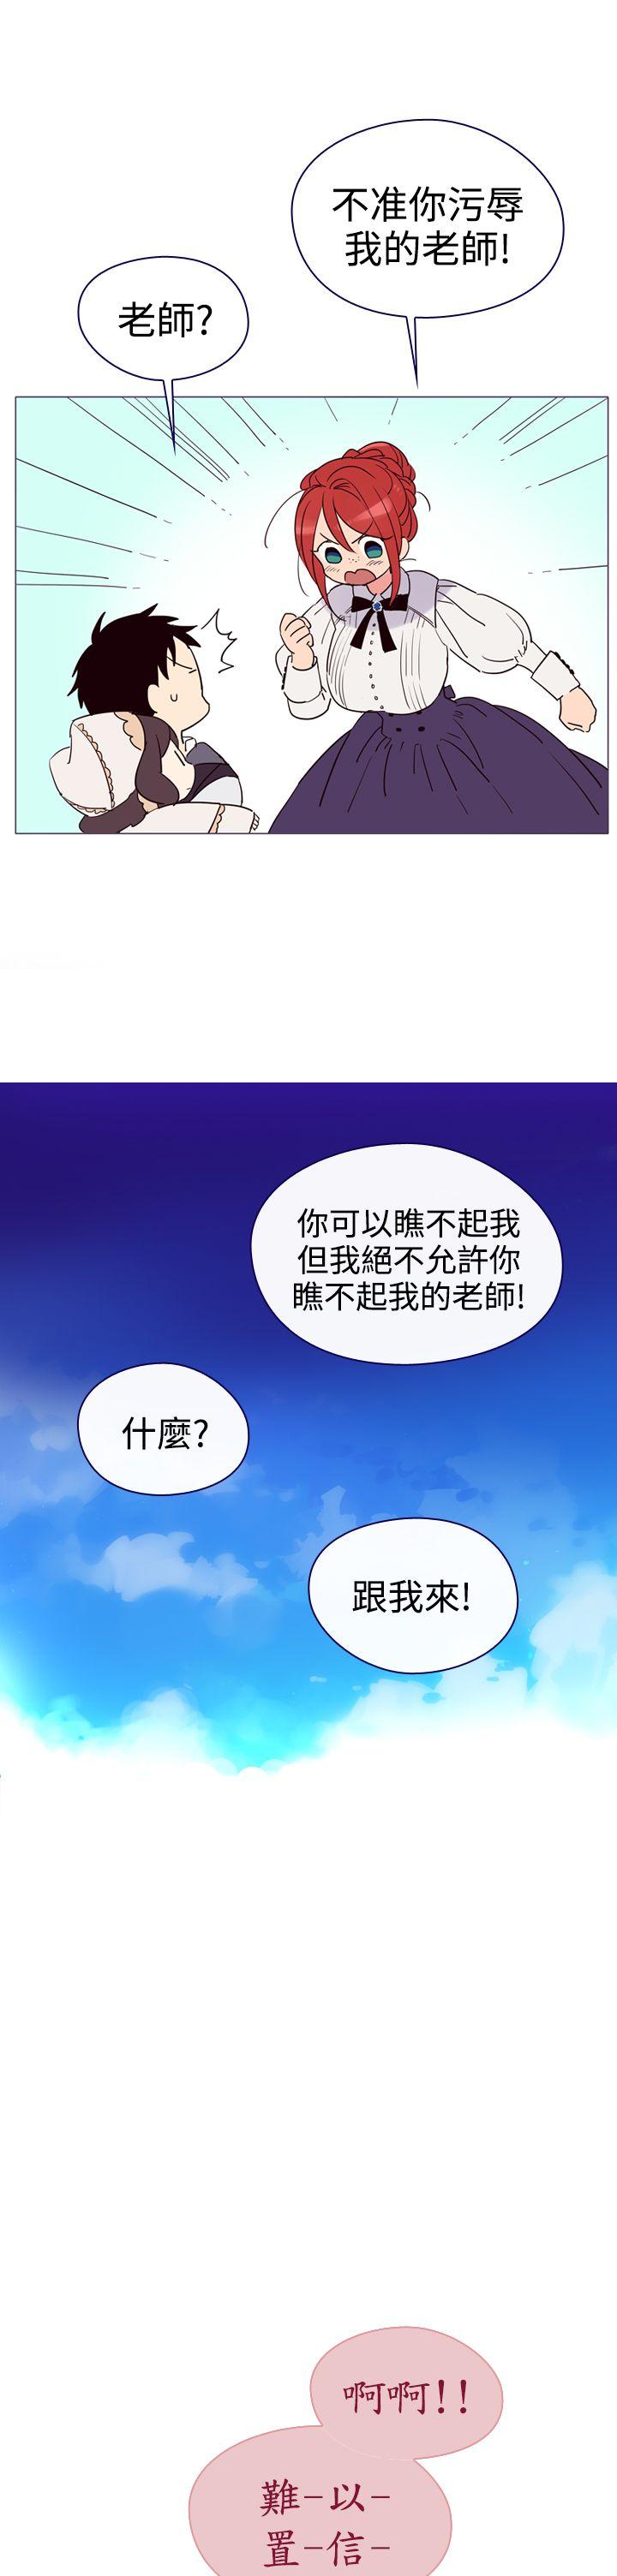 不准你污辱
我的老師!
老師?
你可以瞧不起我
但我絕不允許你
瞧不起我的老師!
什麼?
跟我來!
啊啊!!
難-以-
置-信-